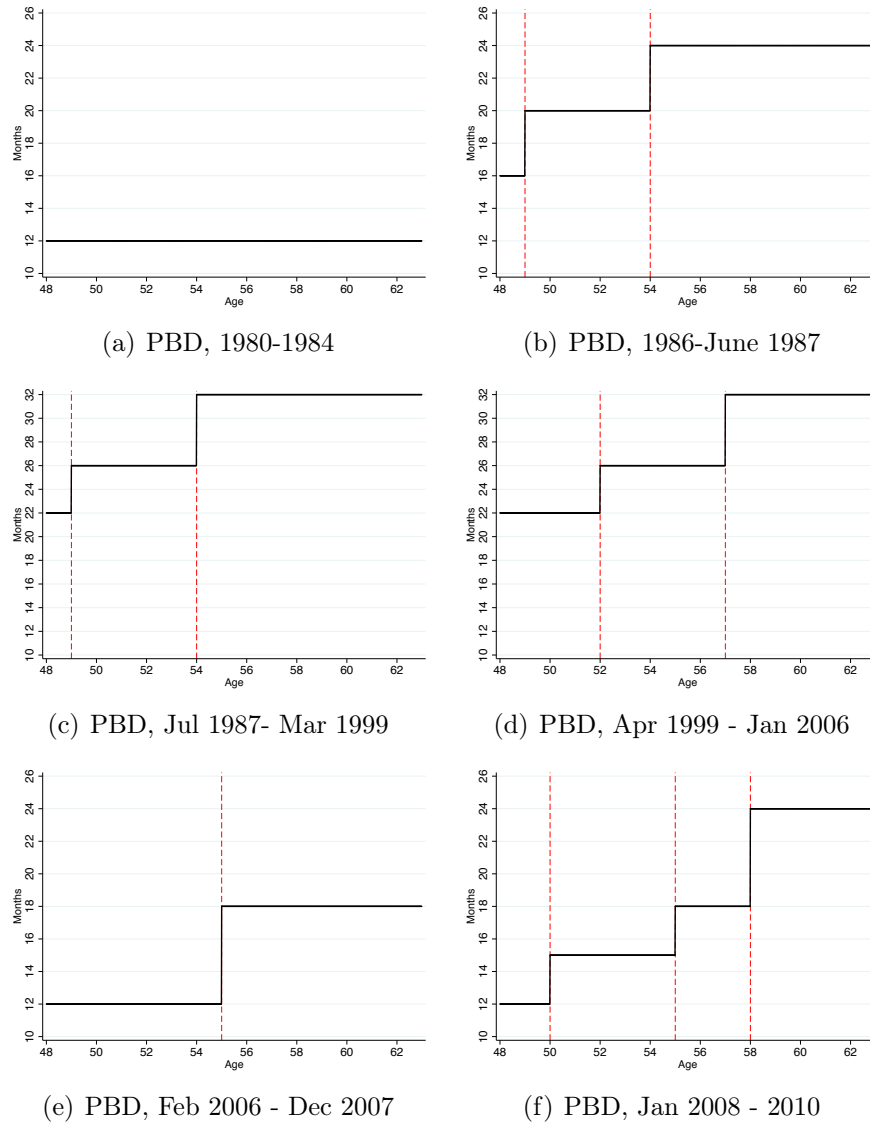 26
24
22
20
18
16
14
12
10
Months
48 50 52 54 56 58 60 62
Age
(a) PBD, 1980-1984
26
24
22
20
18
16
14
12
10
Months
48 50 52 54 56 58 60 62
Age
(b) PBD, 1986-June 1987
32
30
28
26
24
22
20
18
16
14
12
10
Months
48 50 52 54 56 58 60 62
Age
(c) PBD, Jul 1987- Mar 1999
32
30
28
26
24
22
20
18
16
14
12
10
Months
48 50 52 54 56 58 60 62
Age
(d) PBD, Apr 1999 - Jan 2006
26
24
22
20
18
16
14
12
10
Months
48 50 52 54 56 58 60 62
Age
(e) PBD, Feb 2006 - Dec 2007
26
24
22
20
18
16
14
12
10
Months
48 50 52 54 56 58 60 62
Age
(f) PBD, Jan 2008 - 2010